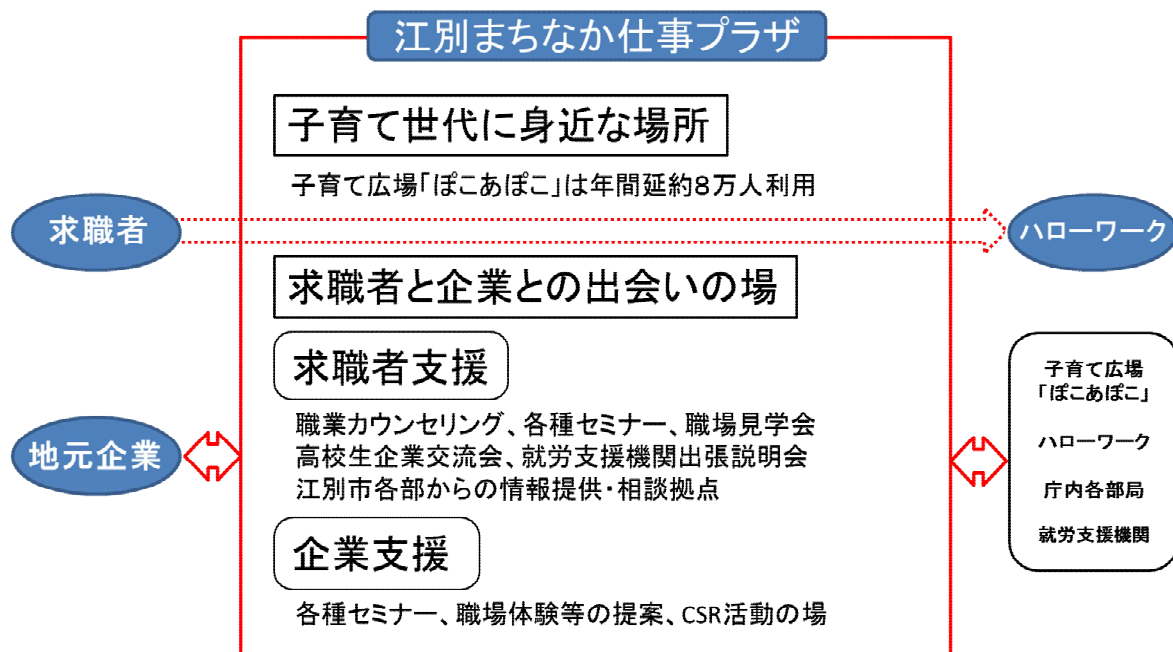 江別まちなか仕事プラザ
子育て世代に身近な場所
子育て広場「ぽこあぽこ」は年間延約８万人利用
求職者
ハローワーク
求職者と企業との出会いの場
求職者支援
職業カウンセリング、各種セミナー、職場見学会
高校生企業交流会、就労支援機関出張説明会
江別市各部からの情報提供・相談拠点
地元企業
企業支援
各種セミナー、職場体験等の提案、CSR活動の場
子育て広場
「ぽこあぽこ」
ハローワーク
庁内各部局
就労支援機関